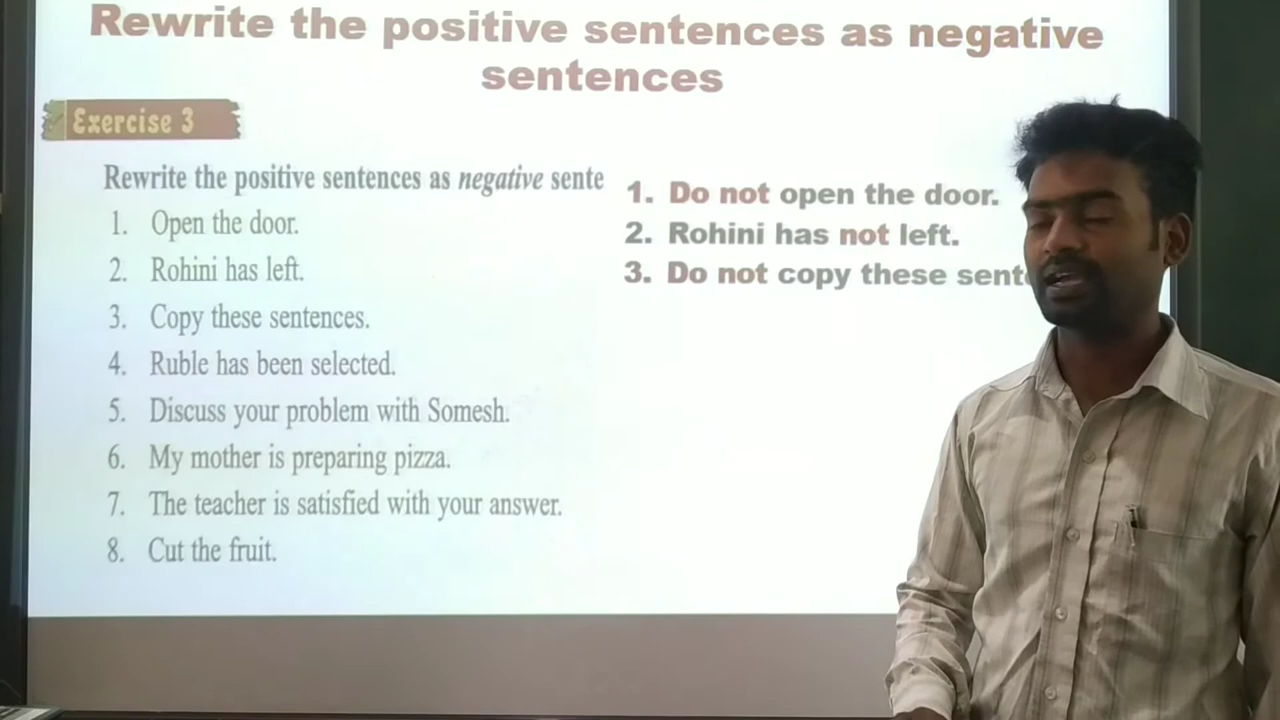 Rewrite the positive sentences as negative
sentences
Exercise 3
Rewrite the positive sentences as negative
1. Open the door.
2. Rohini has left.
3. Copy these sentences.
4. Ruble has been selected.
5. Discuss your problem with Somesh.
6. My mother is preparing pizza.
7. The teacher is satisfied with your answer.
8. Cut the fruit.
1. Do not open the door.
2. Rohini has not left.
3. Do not copy these